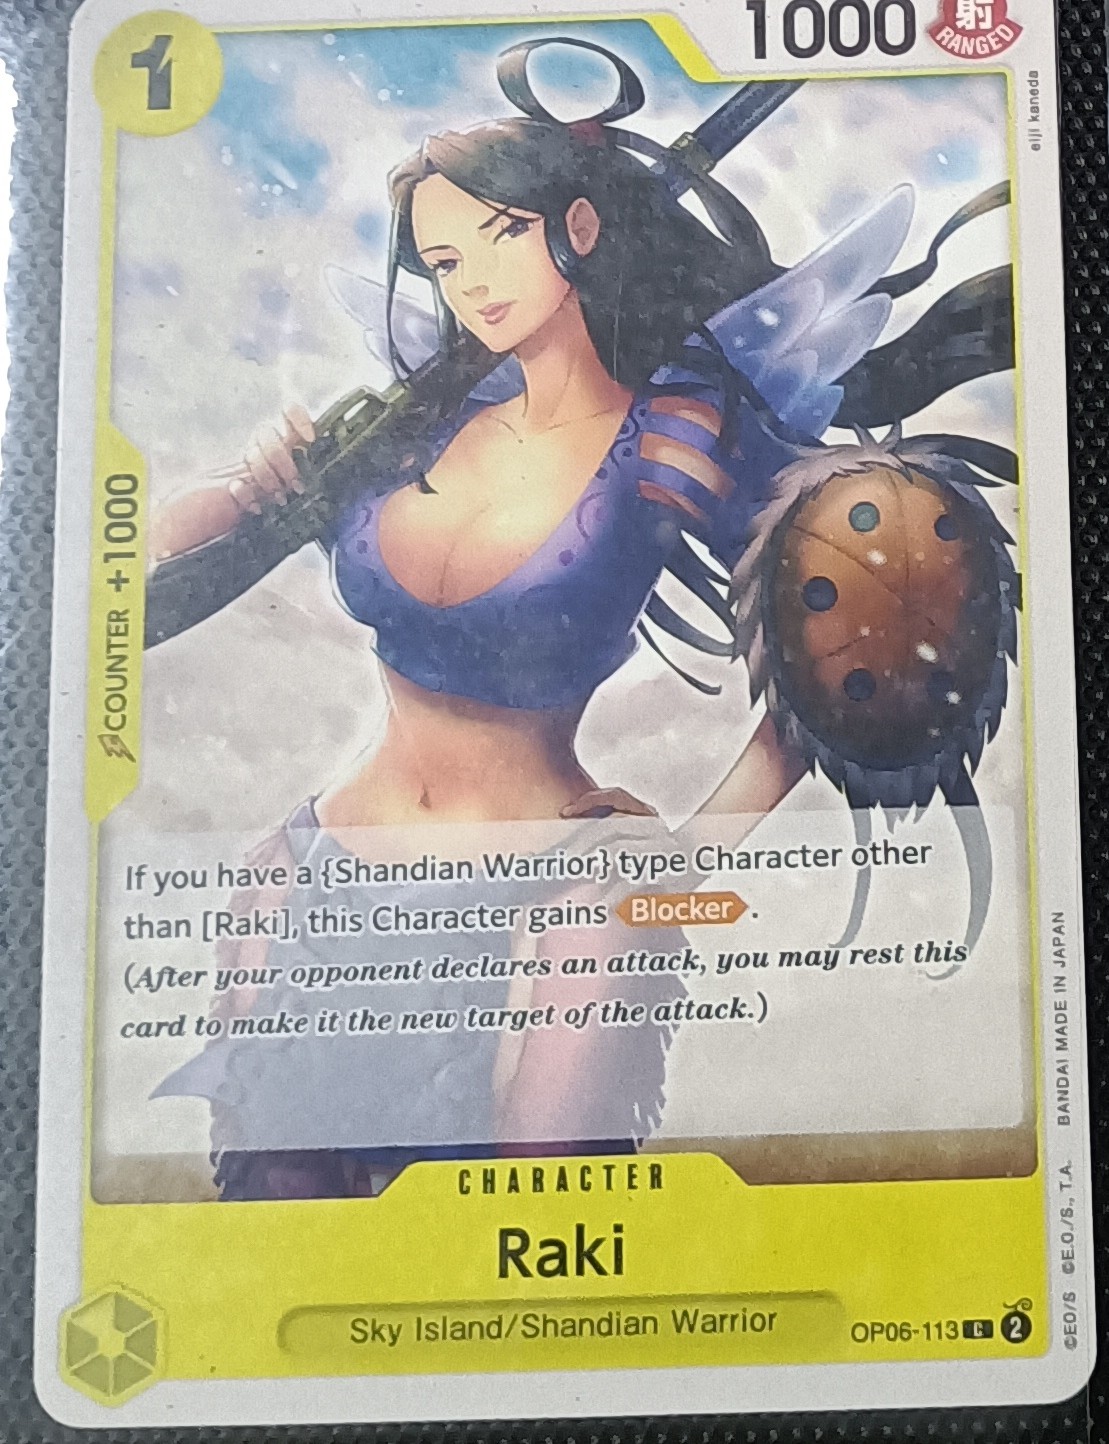 1
1000
射
RANGED
eiji kaneda
COUNTER +1000
If you have a {Shandian Warrior} type Character other
than [Raki], this Character gains Blocker .
(After your opponent declares an attack, you may rest this
card to make it the new target of the attack.)
CHARACTER
Raki
Sky Island/Shandian Warrior
OP06-113 C 2
©EO/S ©E.O./S., T.A. BANDAI MADE IN JAPAN